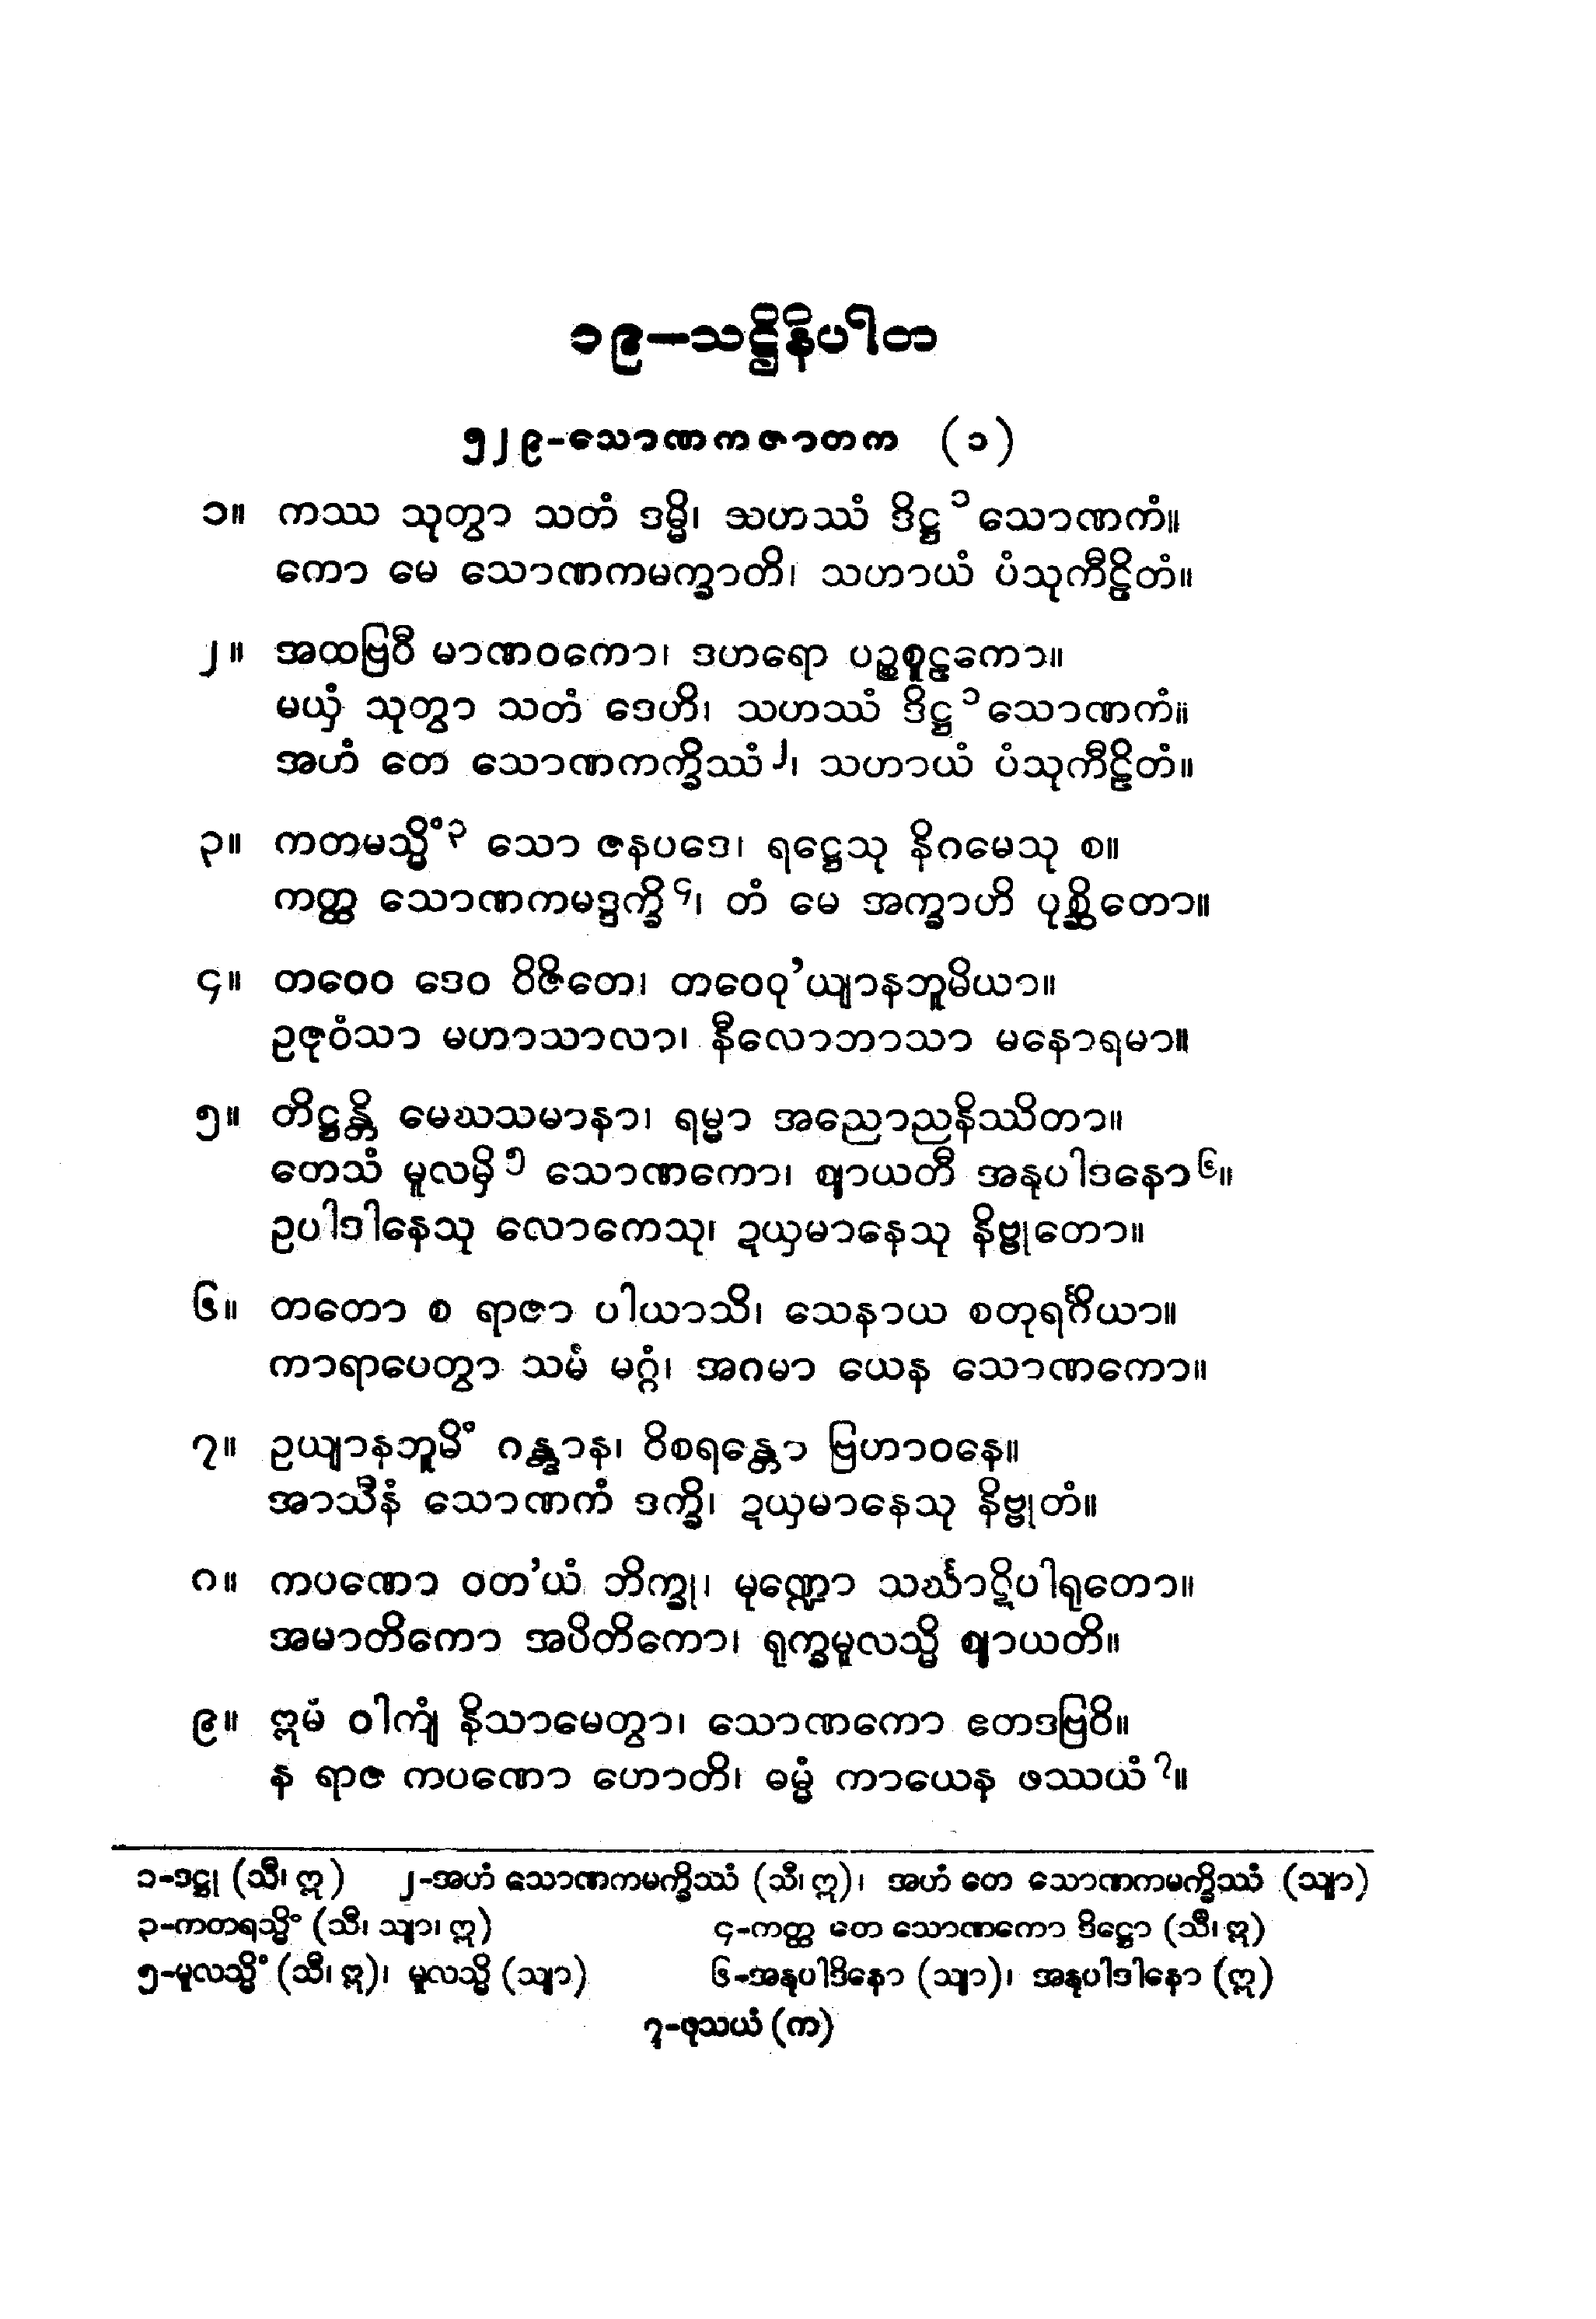 ၁၉-သဋ္ဌိနိပါတ
၅၂၉-သောဏကဇာတက (၁)
၁။ ကဿ သုတွာ သတံ ဒမ္မိ၊ သဟဿံ ဒိဋ္ဌ ၁ သောဏကံ။
ကော မေ သောဏကမက္ခာတိ၊ သဟာယံ ပံသုကီဠိတံ။
၂။ အထဗြဝီ မာဏဝကော၊ ဒဟရော ပဉ္စစူဠကော။
မယှံ သုတွာ သတံ ဒေဟိ၊ သဟဿံ ဒိဋ္ဌ ၁ သောဏကံ။
အဟံ တေ သောဏကက္ခိဿံ ၂၊ သဟာယံ ပံသုကီဠိတံ။
၃။ ကတမသ္မိံ ၃ သော ဇနပဒေ၊ ရဋ္ဌေသု နိဂမေသု စ။
ကတ္ထ သောဏကမဒ္ဒက္ခိ ၄၊ တံ မေ အက္ခာဟိ ပုစ္ဆိတော။
၄။ တဝေဝ ဒေဝ ဝိဇိတေ၊ တဝေဝု’ယျာနဘူမိယာ။
ဥဇုဝံသာ မဟာသာလာ၊ နီလောဘာသာ မနောရမာ။
၅။ တိဋ္ဌန္တိ မေဃသမာနာ၊ ရမ္မာ အညောညနိဿိတာ။
တေသံ မူလမှိ ၅ သောဏကော၊ ဈာယတီ အနုပါဒနော ၆။
ဥပါဒါနေသု လောကေသု၊ ဍယှမာနေသု နိဗ္ဗုတော။
၆။ တတော စ ရာဇာ ပါယာသိ၊ သေနာယ စတုရင်္ဂိယာ။
ကာရာပေတွာ သမံ မဂ္ဂံ၊ အဂမာ ယေန သောဏကော။
၇။ ဥယျာနဘူမိံ ဂန္တွာန၊ ဝိစရန္တော ဗြဟာဝနေ။
အာသီနံ သောဏကံ ဒက္ခိ၊ ဍယှမာနေသု နိဗ္ဗုတံ။
၈။ ကပဏော ဝတ’ယံ ဘိက္ခု၊ မုဏ္ဍော သင်္ဃာဋိပါရုတော။
အမာတိကော အပိတိကော၊ ရုက္ခမူလသ္မိ ဈာယတိ။
၉။ ဣမံ ဝါကျံ နိသာမေတွာ၊ သောဏကော ဧတဒဗြဝိ။
န ရာဇ ကပဏော ဟောတိ၊ ဓမ္မံ ကာယေန ဖဿယံ ၇။
၁-ဒဋ္ဌု (သီ၊ ဣ) ၂-အဟံ သောဏကမက္ခိဿံ (သီ၊ ဣ)၊ အဟံ တေ သောဏကမက္ခိဿံ (သျာ)
၃-ကတရသ္မိံ (သီ၊ သျာ၊ ဣ) ၄-ကတ္ထ တေ သောဏကော ဒိဋ္ဌော (သီ၊ ဣ)
၅-မူလသ္မိံ (သီ၊ ဣ)၊ မူလသ္မိ (သျာ) ၆-အနုပါဒိနော (သျာ)၊ အနုပါဒါနော (ဣ)
၇-ဖုသယံ (က)